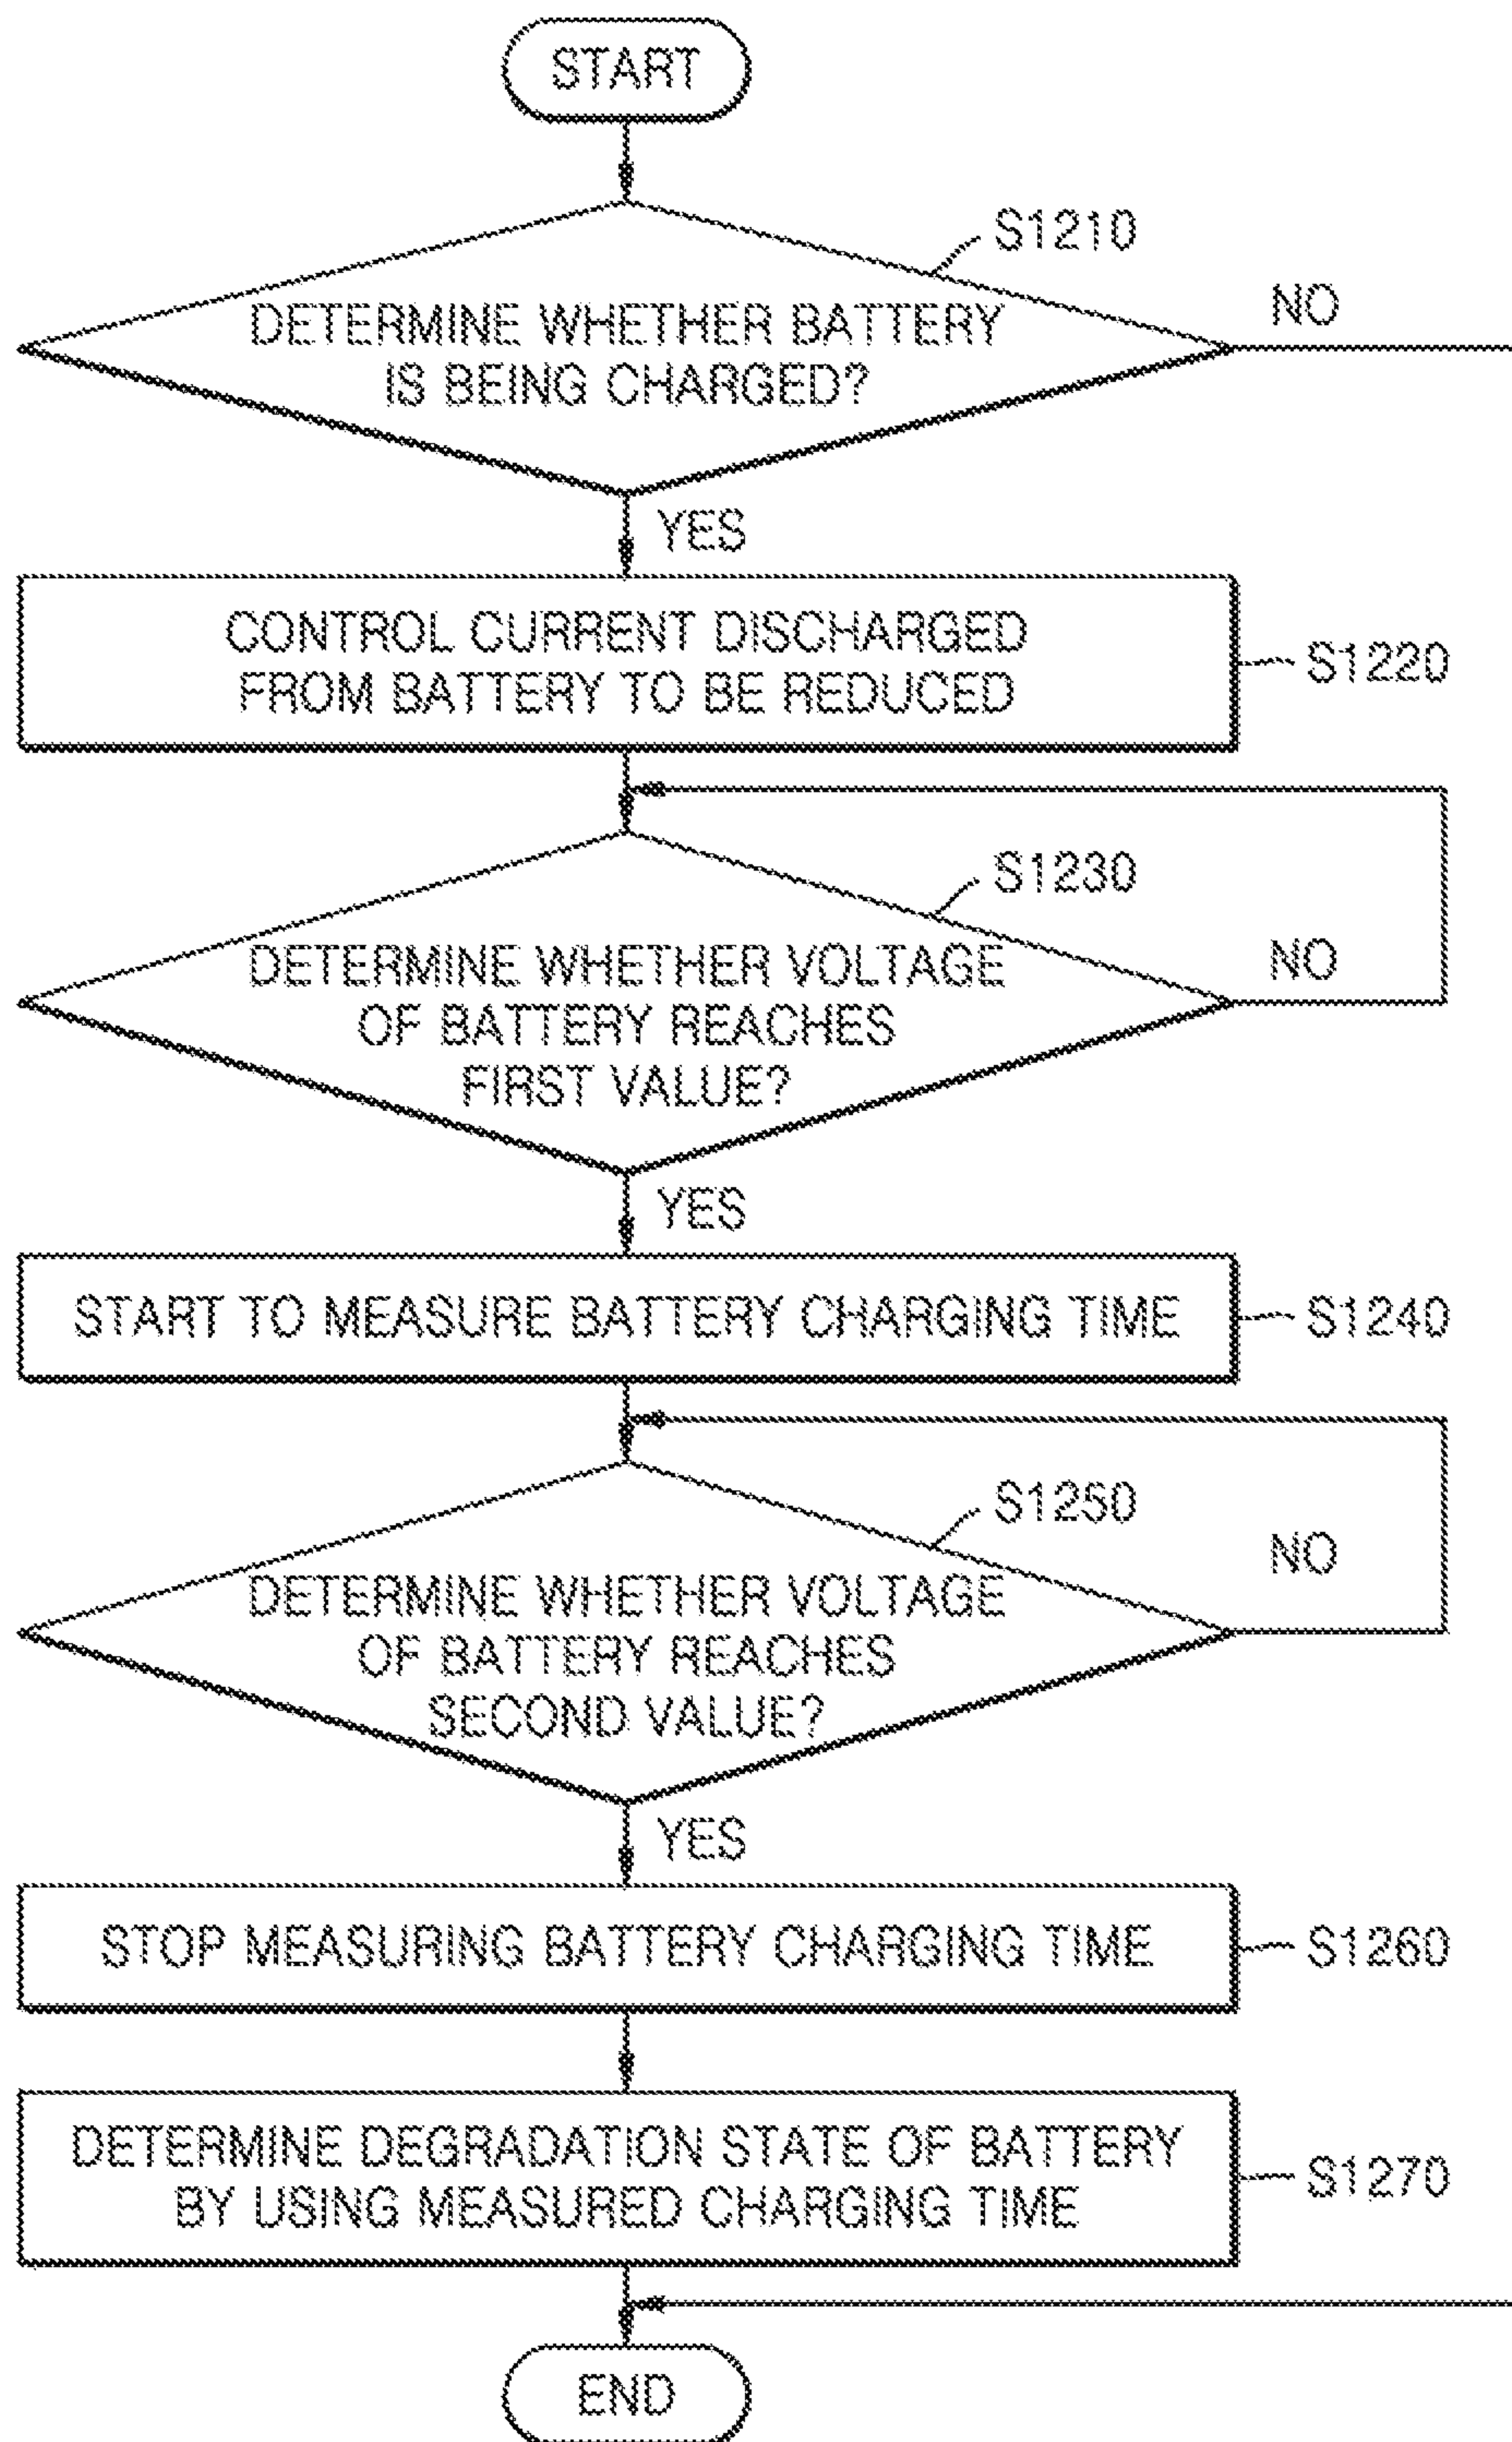 START
S1210
DETERMINE WHETHER BATTERY
IS BEING CHARGED?
NO
YES
CONTROL CURRENT DISCHARGED
FROM BATTERY TO BE REDUCED
S1220
S1230
DETERMINE WHETHER VOLTAGE
OF BATTERY REACHES
FIRST VALUE?
NO
YES
START TO MEASURE BATTERY CHARGING TIME
S1240
S1250
DETERMINE WHETHER VOLTAGE
OF BATTERY REACHES
SECOND VALUE?
NO
YES
STOP MEASURING BATTERY CHARGING TIME
S1260
DETERMINE DEGRADATION STATE OF BATTERY
BY USING MEASURED CHARGING TIME
S1270
END